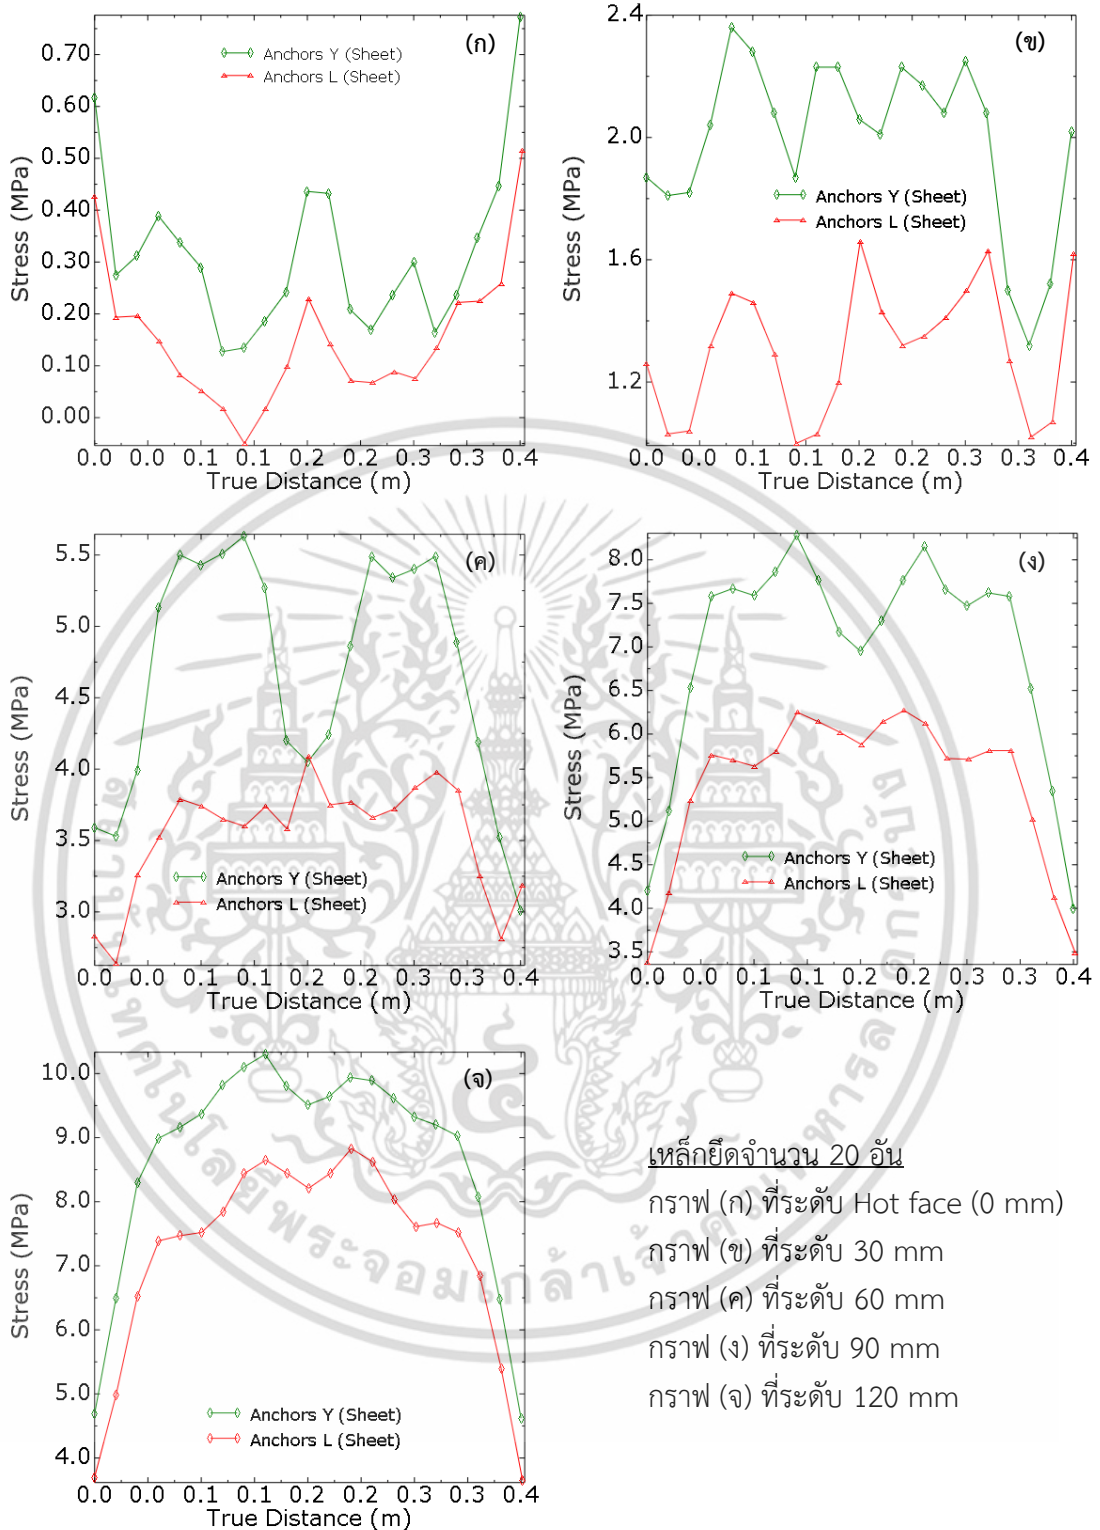 (ก)
Anchors Y (Sheet)
Anchors L (Sheet)
Stress (MPa)
0.70
0.60
0.50
0.40
0.30
0.20
0.10
0.00
0.0 0.0 0.1 0.1 0.2 0.2 0.3 0.3 0.4
True Distance (m)
(ข)
Anchors Y (Sheet)
Anchors L (Sheet)
Stress (MPa)
2.4
2.0
1.6
1.2
0.0 0.0 0.1 0.1 0.2 0.2 0.3 0.3 0.4
True Distance (m)
(ค)
Anchors Y (Sheet)
Anchors L (Sheet)
Stress (MPa)
5.5
5.0
4.5
4.0
3.5
3.0
0.0 0.0 0.1 0.1 0.2 0.2 0.3 0.3 0.4
True Distance (m)
(ง)
Anchors Y (Sheet)
Anchors L (Sheet)
Stress (MPa)
8.0
7.5
7.0
6.5
6.0
5.5
5.0
4.5
4.0
3.5
0.0 0.0 0.1 0.1 0.2 0.2 0.3 0.3 0.4
True Distance (m)
(จ)
Anchors Y (Sheet)
Anchors L (Sheet)
Stress (MPa)
10.0
9.0
8.0
7.0
6.0
5.0
4.0
0.0 0.0 0.1 0.1 0.2 0.2 0.3 0.3 0.4
True Distance (m)
เหล็กยึดจำนวน 20 อัน
กราฟ (ก) ที่ระดับ Hot face (0 mm)
กราฟ (ข) ที่ระดับ 30 mm
กราฟ (ค) ที่ระดับ 60 mm
กราฟ (ง) ที่ระดับ 90 mm
กราฟ (จ) ที่ระดับ 120 mm